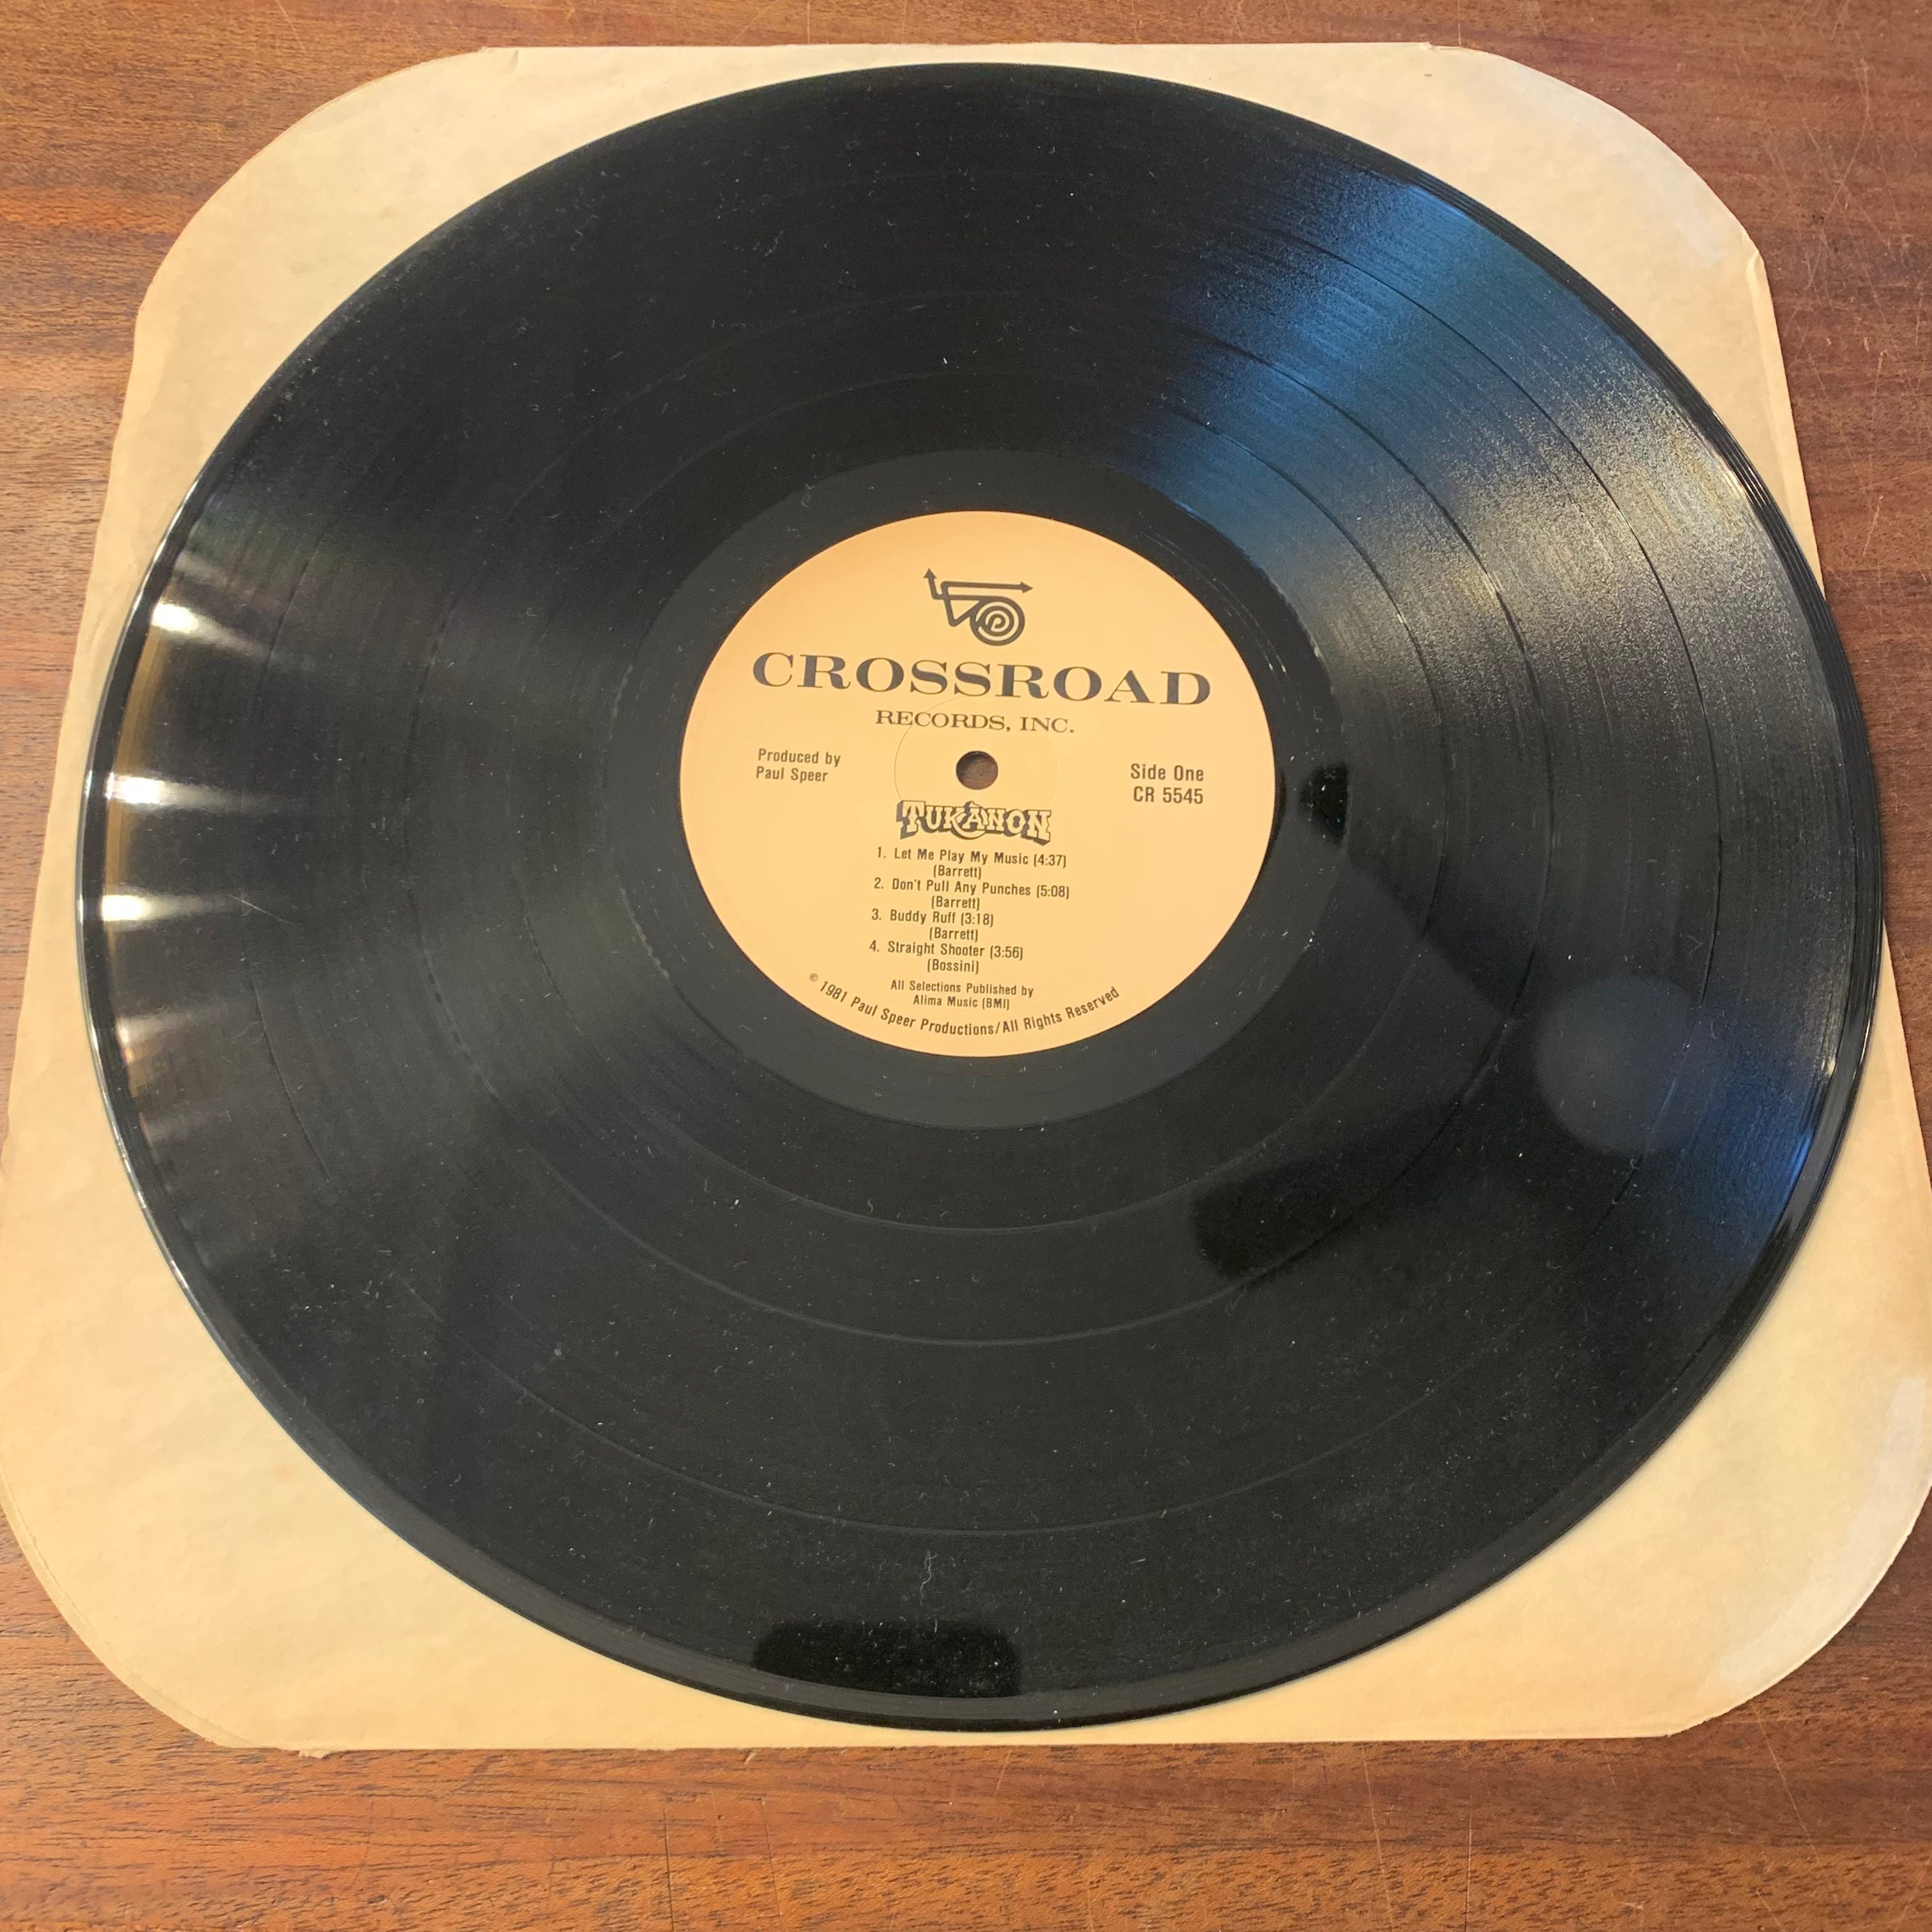 CROSSROAD
RECORDS, INC.
Produced by
Paul Speer
Side One
CR 5545
TUKANON
1. Let Me Play My Music (4:37)
(Barrett)
2. Don't Pull Any Punches (5:08)
(Barrett)
3. Buddy Ruff (3:18)
(Barrett)
4. Straight Shooter (3:56)
(Bossini)
All Selections Published by
Alima Music (BMI)
© 1981 Paul Speer Productions/All Rights Reserved